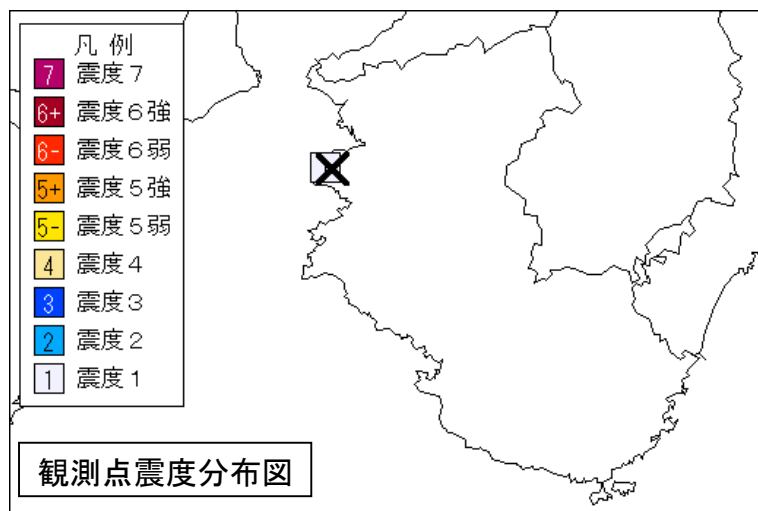 凡例
7 震度7
6+ 震度6強
6- 震度6弱
5+ 震度5強
5- 震度5弱
4 震度4
3 震度3
2 震度2
1 震度1
観測点震度分布図